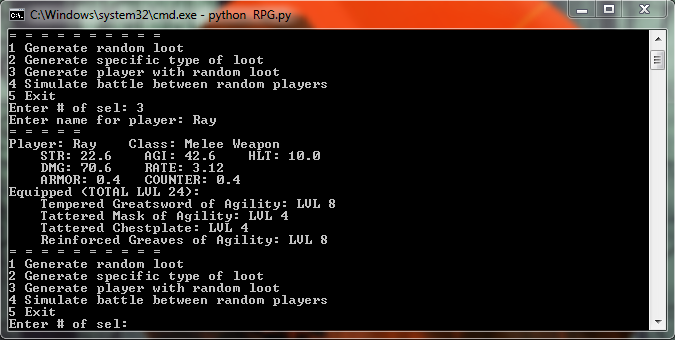 C:\Windows\system32\cmd.exe - python  RPG.py
= = = = = = = = = =
1 Generate random loot
2 Generate specific type of loot
3 Generate player with random loot
4 Simulate battle between random players
5 Exit
Enter # of sel: 3
Enter name for player: Ray
= = = = =
Player: Ray    Class: Melee Weapon
    STR: 22.6    AGI: 42.6    HLT: 10.0
    DMG: 70.6    RATE: 3.12
    ARMOR: 0.4   COUNTER: 0.4
Equipped (TOTAL LVL 24):
    Tempered Greatsword of Agility: LVL 8
    Tattered Mask of Agility: LVL 4
    Tattered Chestplate: LVL 4
    Reinforced Greaves of Agility: LVL 8
= = = = = = = = = =
1 Generate random loot
2 Generate specific type of loot
3 Generate player with random loot
4 Simulate battle between random players
5 Exit
Enter # of sel: